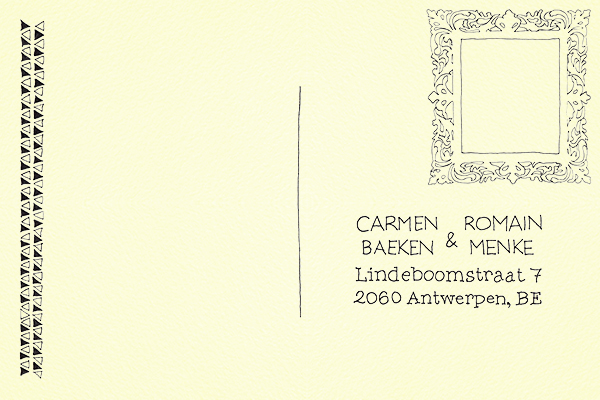 CARMEN ROMAIN
BAEKEN & MENKE
Lindeboomstraat 7
2060 Antwerpen, BE